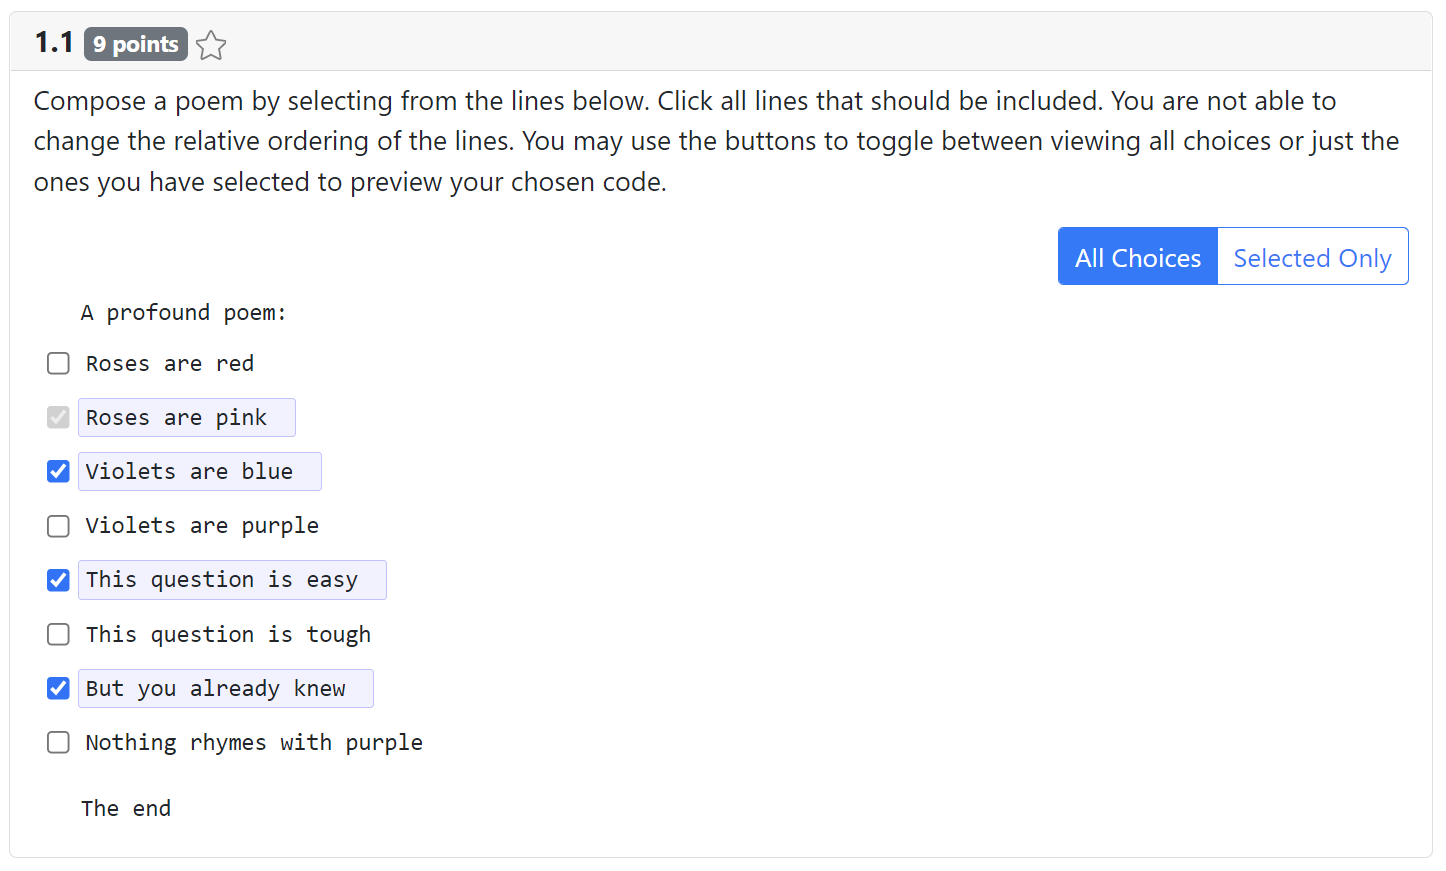 1.1 9 points
Compose a poem by selecting from the lines below. Click all lines that should be included. You are not able to
change the relative ordering of the lines. You may use the buttons to toggle between viewing all choices or just the
ones you have selected to preview your chosen code.
All Choices Selected Only
A profound poem:
Roses are red
Roses are pink
Violets are blue
Violets are purple
This question is easy
This question is tough
But you already knew
Nothing rhymes with purple
The end